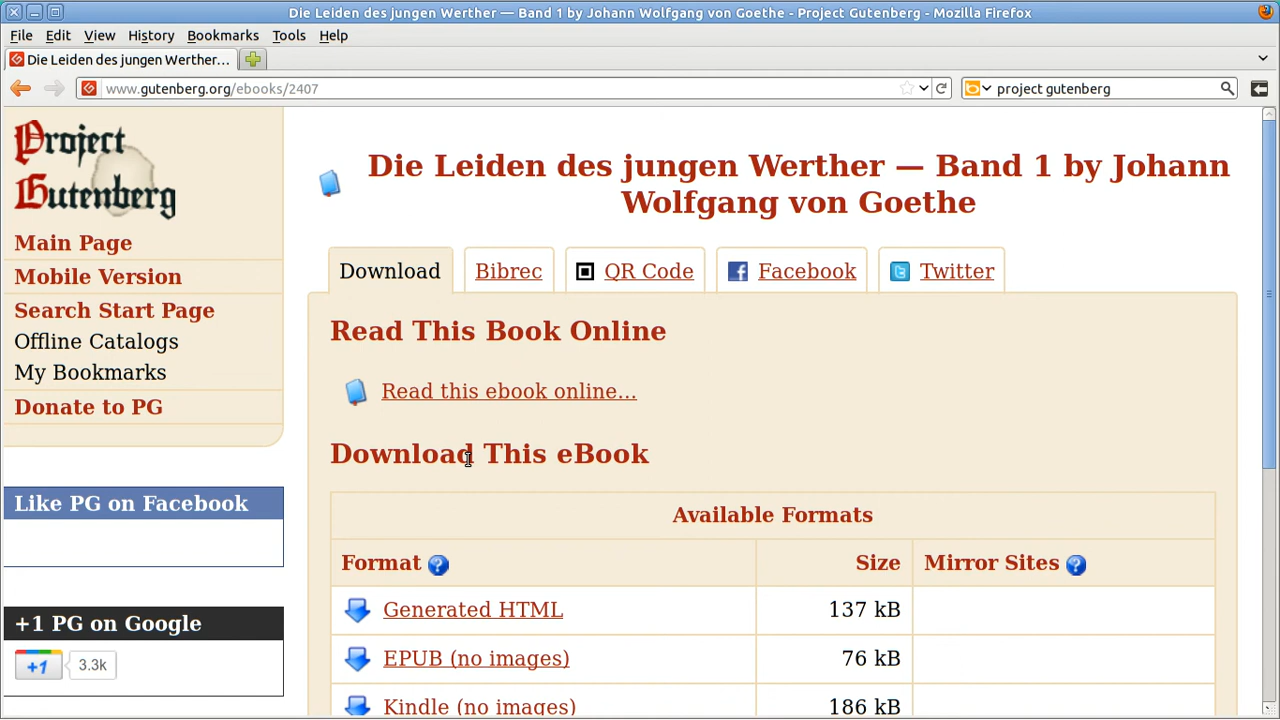 Die Leiden des jungen Werther — Band 1 by Johann Wolfgang von Goethe - Project Gutenberg - Mozilla Firefox
File Edit View History Bookmarks Tools Help
Die Leiden des jungen Werther...
www.gutenberg.org/ebooks/2407
project gutenberg
Project
Gutenberg
Main Page
Mobile Version
Search Start Page
Offline Catalogs
My Bookmarks
Donate to PG
Like PG on Facebook
+1 PG on Google
+1
3.3k
Die Leiden des jungen Werther — Band 1 by Johann
Wolfgang von Goethe
Download Bibrec QR Code Facebook Twitter
Read This Book Online
Read this ebook online...
Download This eBook
Available Formats
Format ? Size Mirror Sites ?
Generated HTML 137 kB
EPUB (no images) 76 kB
Kindle (no images) 186 kB